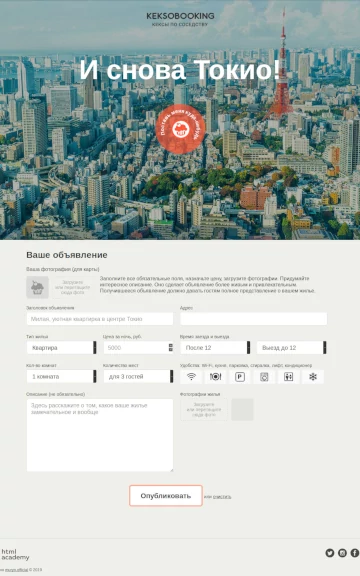 KEKSOBOOKING
кексы по соседству
И снова Токио!
Поставь меня куда-нибудь
Ваше объявление
Ваша фотография (для карты)
Загрузите
или перетащите
сюда фото
Заполните все обязательные поля, назначьте цену, загрузите фотографии. Придумайте
интересное описание. Оно сделает объявление более живым и привлекательным.
Получившееся объявление должно давать гостям полное представление о вашем жилье.
Заголовок объявления
Адрес
Милая, уютная квартирка в центре Токио
Тип жилья
Цена за ночь, руб.
Время заезда и выезда
Квартира
5000
После 12
Выезд до 12
Кол-во комнат
Количество мест
Удобства: Wi-Fi, кухня, парковка, стиралка, лифт, кондиционер
1 комната
для 3 гостей
P
Описание (не обязательно)
Фотография жилья
Здесь расскажите о том, какое ваше жилье
замечательное и вообще
Загрузите
или перетащите
сюда фото
Опубликовать
или очистить
html
academy
© 2019